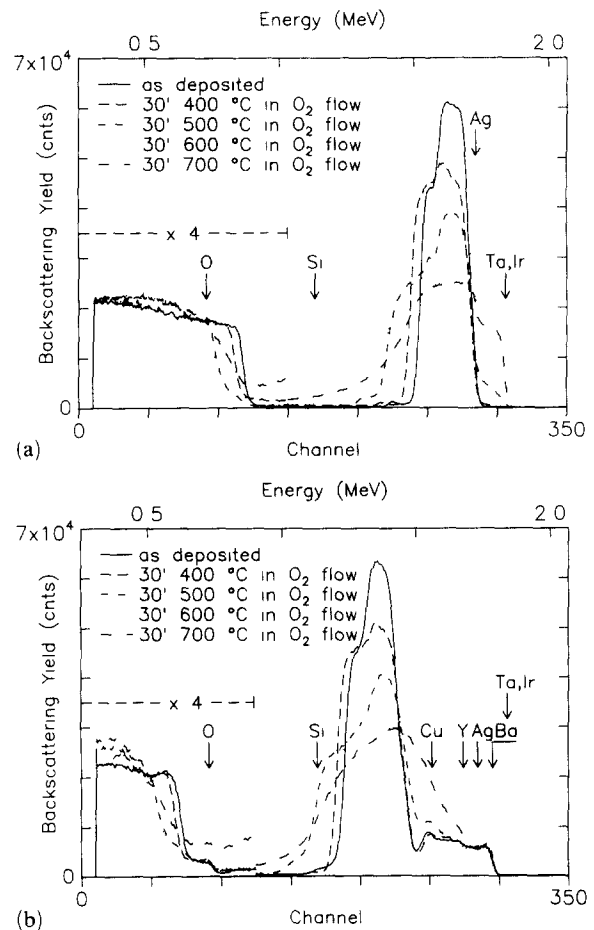 Energy (MeV)
0 5
2 0
7×10⁴
as deposited
30' 400 °C in O₂ flow
30' 500 °C in O₂ flow
30' 600 °C in O₂ flow
30' 700 °C in O₂ flow
Ag
x 4
O
Si
Ta,Ir
Backscattering Yield (cnts)
0
0
350
Channel
(a)
Energy (MeV)
0 5
2 0
7×10⁴
as deposited
30' 400 °C in O₂ flow
30' 500 °C in O₂ flow
30' 600 °C in O₂ flow
30' 700 °C in O₂ flow
Ta,Ir
x 4
O
Si
Cu
Y
Ag
Ba
Backscattering Yield (cnts)
0
0
350
Channel
(b)